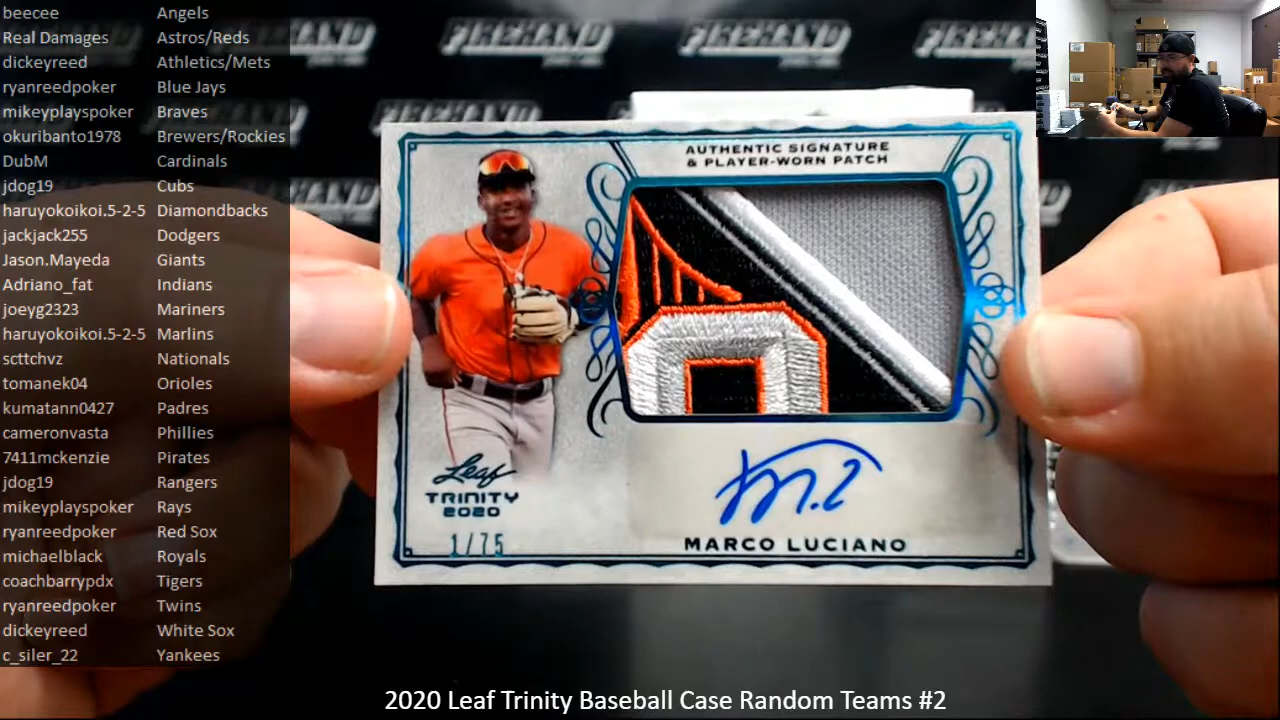 beecee Angels
Real Damages Astros/Reds
dickeyreed Athletics/Mets
ryanreedpoker Blue Jays
mikeyplayspoker Braves
okuribanto1978 Brewers/Rockies
DubM Cardinals
jdog19 Cubs
haruyokoikoi.5-2-5 Diamondbacks
jackjack255 Dodgers
Jason.Mayeda Giants
Adriano_fat Indians
joeyg2323 Mariners
haruyokoikoi.5-2-5 Marlins
scttchvz Nationals
tomanek04 Orioles
kumatann0427 Padres
cameronvasta Phillies
7411mckenzie Pirates
jdog19 Rangers
mikeyplayspoker Rays
ryanreedpoker Red Sox
michaelblack Royals
coachbarrypdx Tigers
ryanreedpoker Twins
dickeyreed White Sox
c_siler_22 Yankees
FIREHAND FIREHAND
AUTHENTIC SIGNATURE
& PLAYER-WORN PATCH
Leaf
TRINITY
2020
1/75
MARCO LUCIANO
2020 Leaf Trinity Baseball Case Random Teams #2